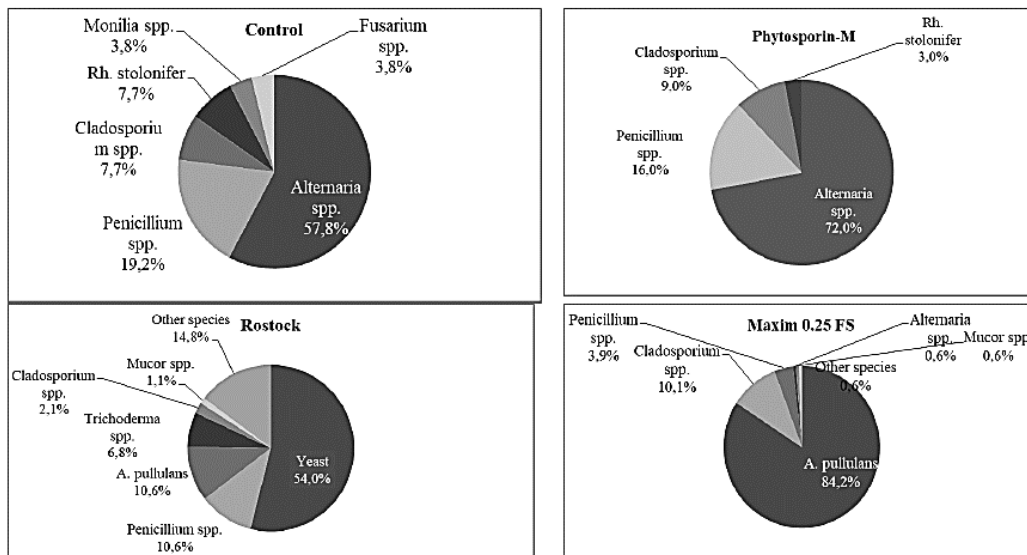 Control
Monilia spp.
3,8%
Fusarium
spp.
3,8%
Rh. stolonifer
7,7%
Cladosporiu
m spp.
7,7%
Penicillium
spp.
19,2%
Alternaria
spp.
57,8%
Phytosporin-M
Rh.
stolonifer
3,0%
Cladosporium
spp.
9.0%
Penicillium
spp.
16.0%
Alternaria
spp.
72,0%
Rostock
Other species
14,8%
Mucor spp.
1,1%
Cladosporium
spp.
2,1%
Trichoderma
spp.
6,8%
A. pullulans
10,6%
Penicillium spp.
10,6%
Yeast
54,0%
Maxim 0.25 FS
Penicillium
spp.
3,9%
Cladosporium
spp.
10,1%
Alternaria
spp.
0,6%
Mucor spp
0,6%
Other species
0,6%
A. pullulans
84,2%